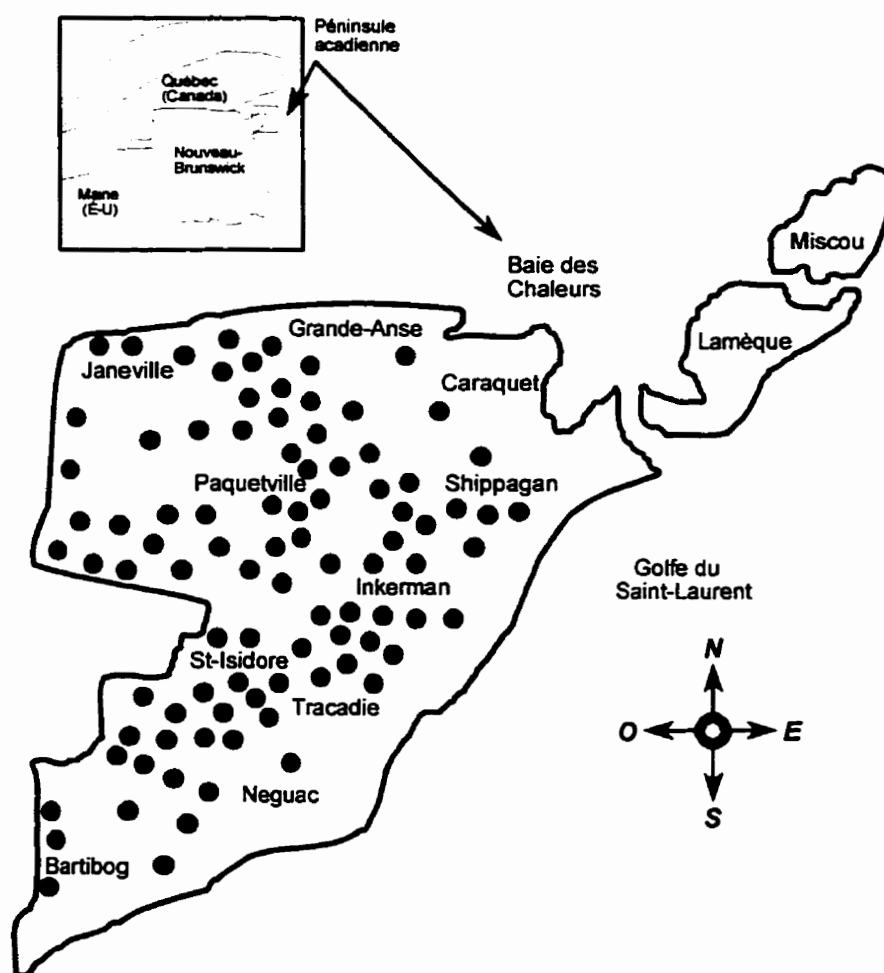 Péninsule
acadienne
Québec
(Canada)
Nouveau-
Brunswick
Maine
(É-U)
Baie des
Chaleurs
Miscou
Lamèque
Grande-Anse
Janeville
Caraquet
Paquetville
Shippagan
Inkerman
Golfe du
Saint-Laurent
St-Isidore
Tracadie
Neguac
Bartibog
N
O
E
S